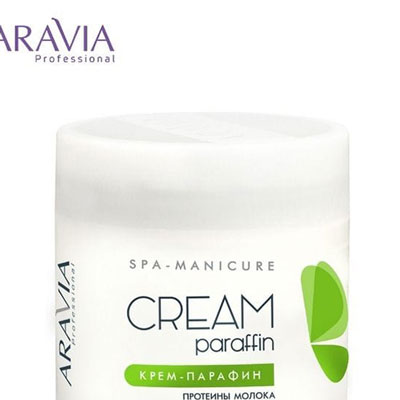 ARAVIA
Professional
SPA-MANICURE
CREAM
paraffin
КРЕМ-ПАРАФИН
ПРОТЕИНЫ МОЛОКА
ARAVIA
Professional